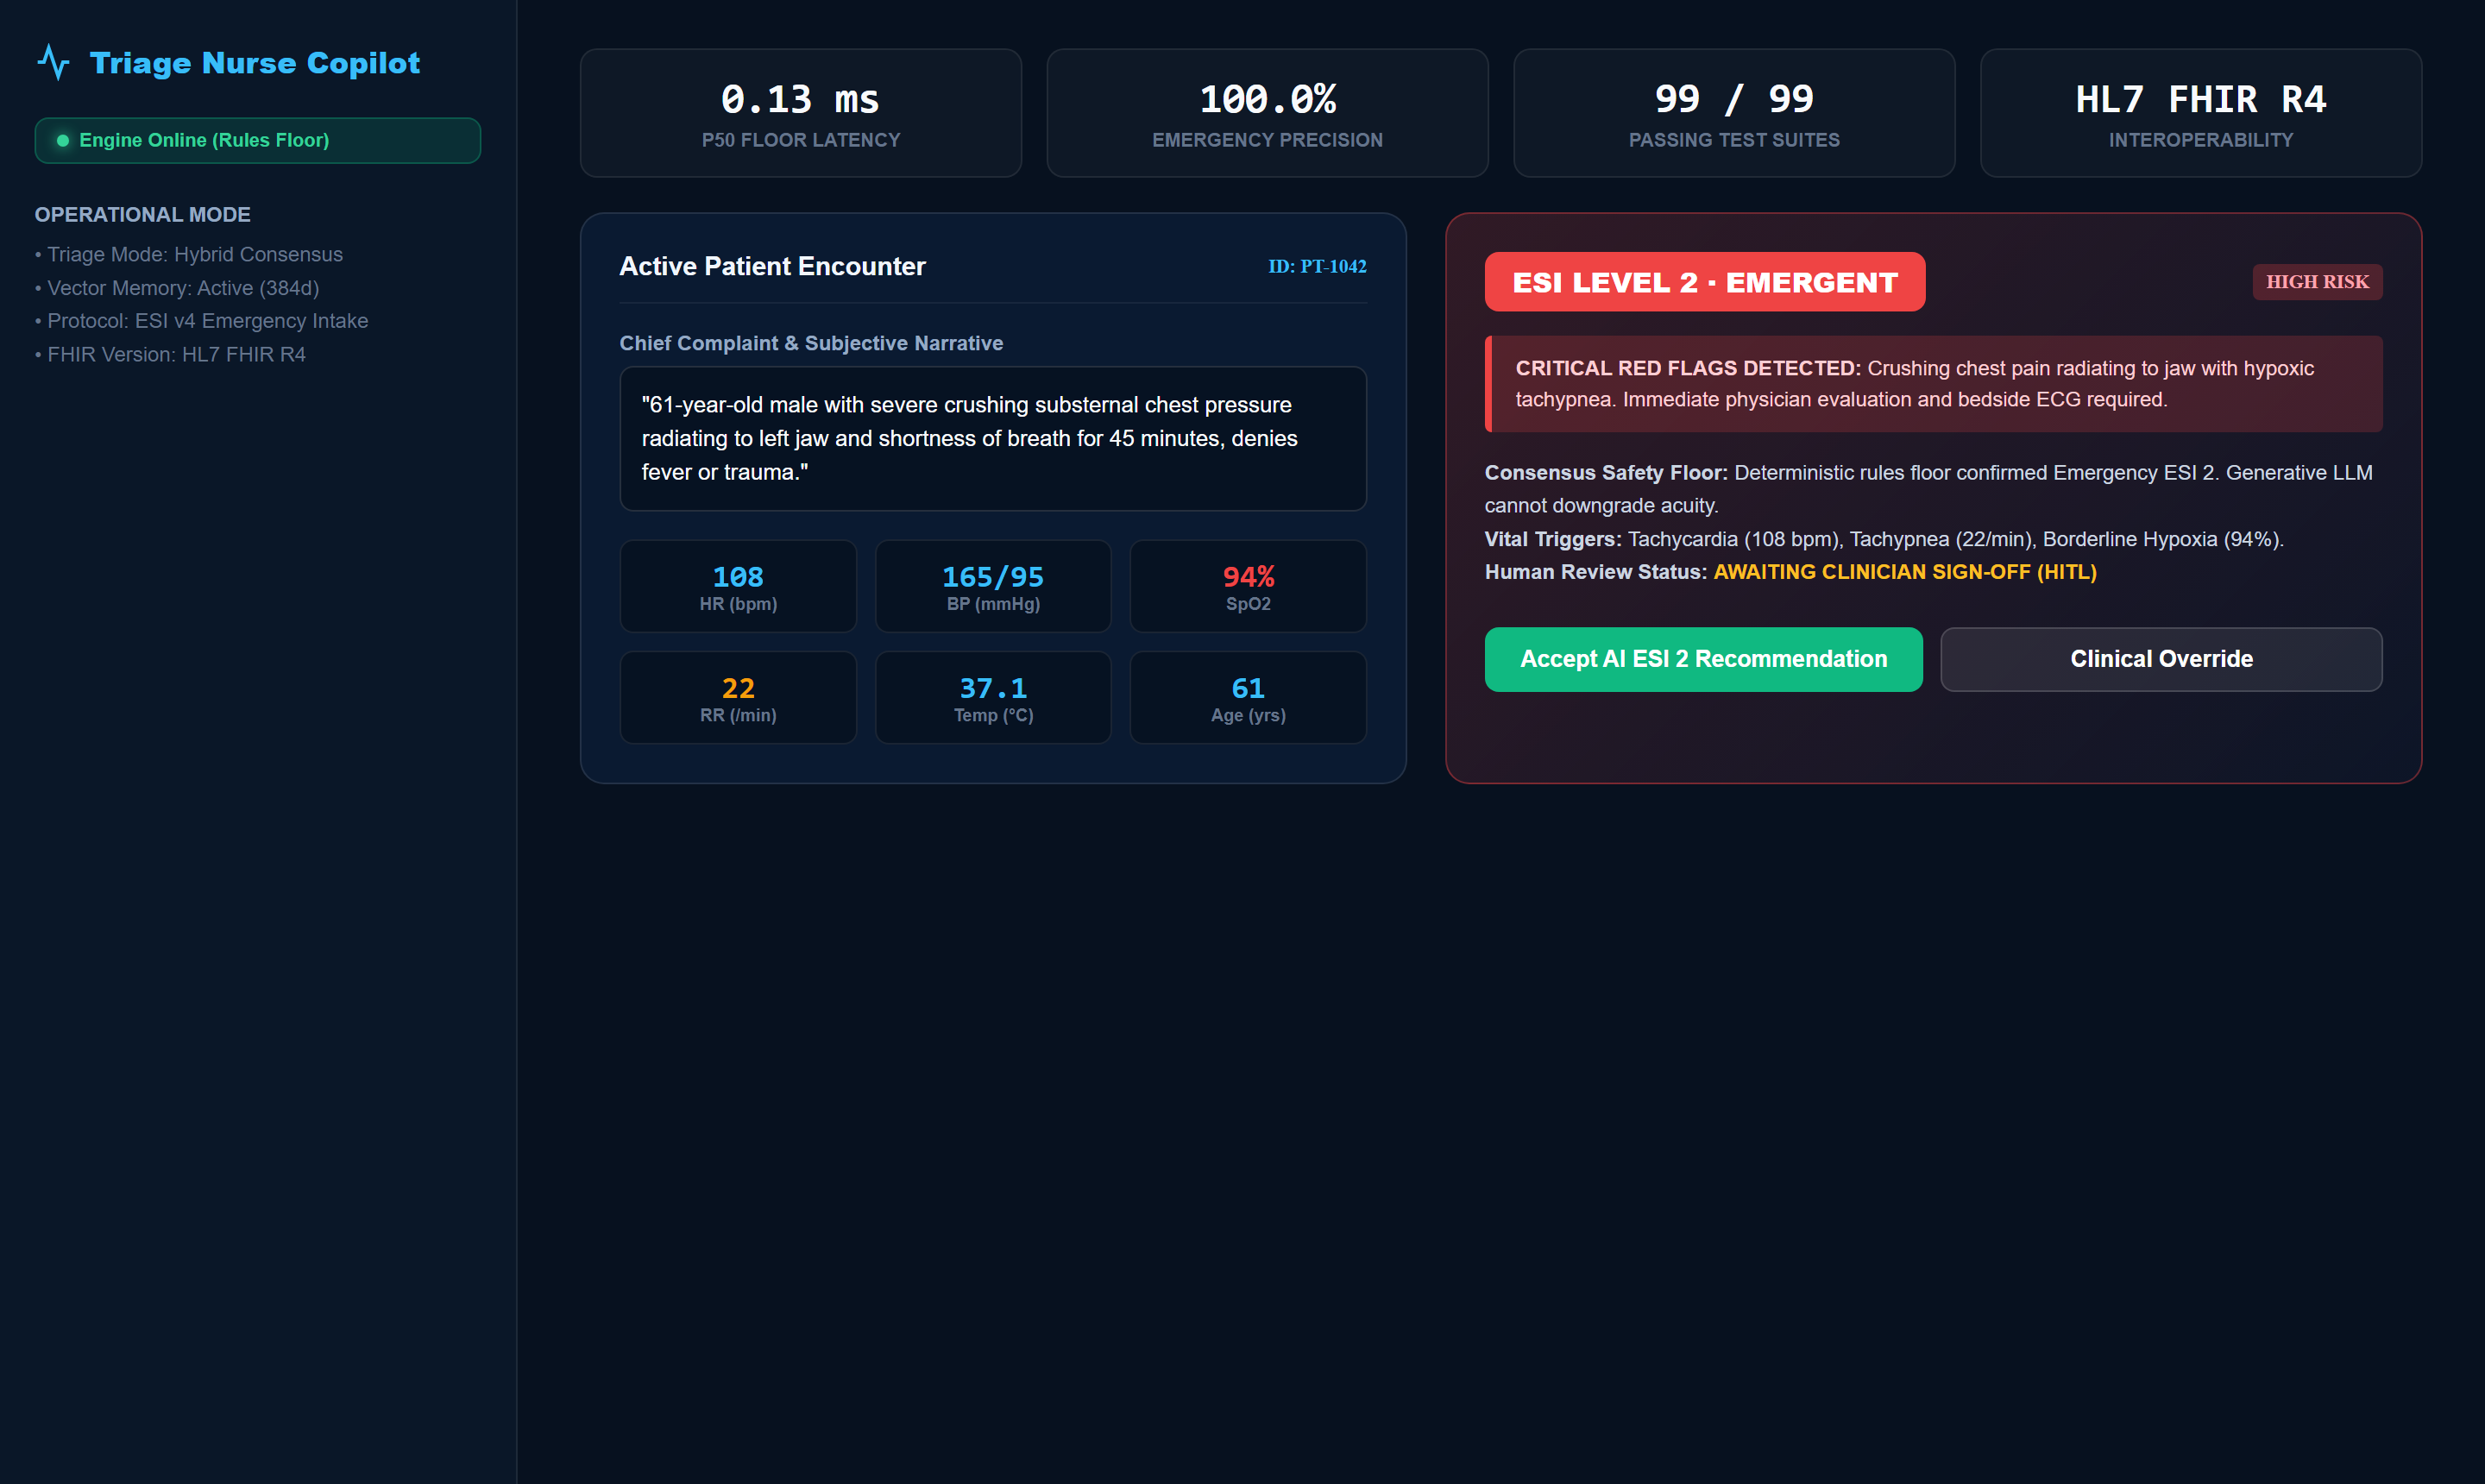 Triage Nurse Copilot
Engine Online (Rules Floor)
OPERATIONAL MODE
• Triage Mode: Hybrid Consensus
• Vector Memory: Active (384d)
• Protocol: ESI v4 Emergency Intake
• FHIR Version: HL7 FHIR R4
0.13 ms
P50 FLOOR LATENCY
100.0%
EMERGENCY PRECISION
99 / 99
PASSING TEST SUITES
HL7 FHIR R4
INTEROPERABILITY
Active Patient Encounter
ID: PT-1042
Chief Complaint & Subjective Narrative
"61-year-old male with severe crushing substernal chest pressure
radiating to left jaw and shortness of breath for 45 minutes, denies
fever or trauma."
108
HR (bpm)
165/95
BP (mmHg)
94%
SpO2
22
RR (/min)
37.1
Temp (°C)
61
Age (yrs)
ESI LEVEL 2 · EMERGENT
HIGH RISK
CRITICAL RED FLAGS DETECTED: Crushing chest pain radiating to jaw with hypoxic
tachypnea. Immediate physician evaluation and bedside ECG required.
Consensus Safety Floor: Deterministic rules floor confirmed Emergency ESI 2. Generative LLM
cannot downgrade acuity.
Vital Triggers: Tachycardia (108 bpm), Tachypnea (22/min), Borderline Hypoxia (94%).
Human Review Status: AWAITING CLINICIAN SIGN-OFF (HITL)
Accept AI ESI 2 Recommendation
Clinical Override